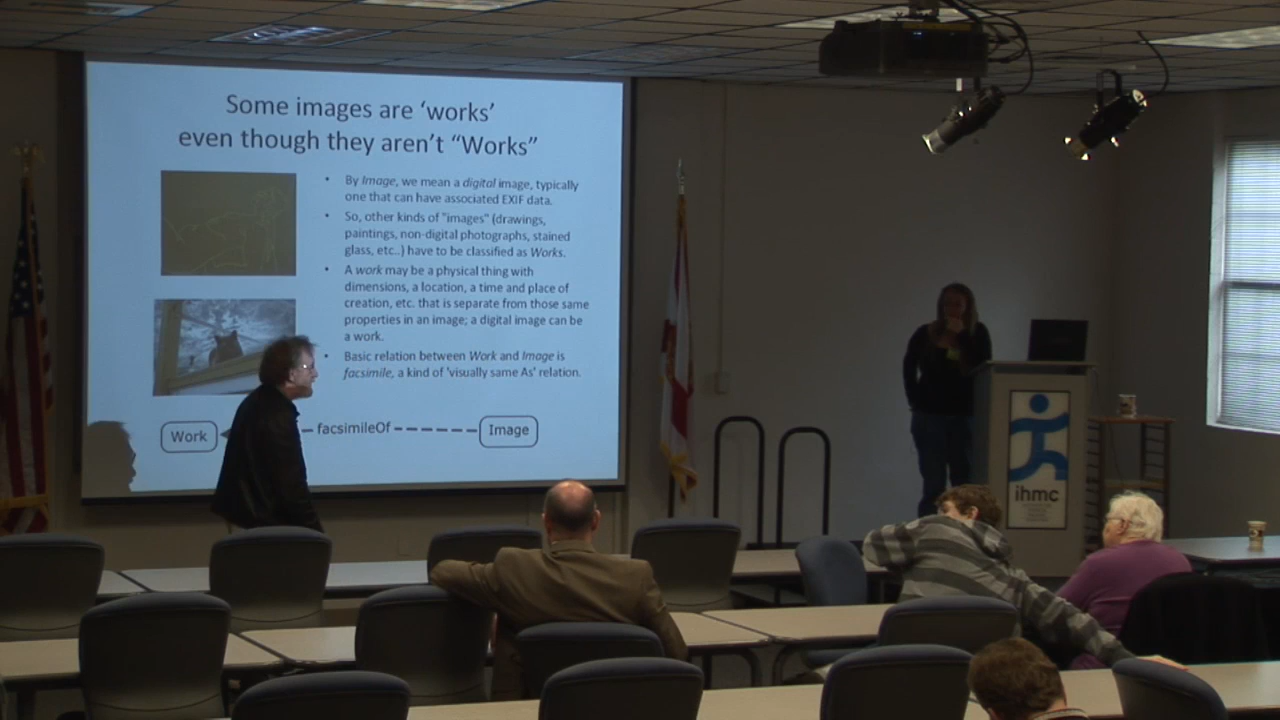 Some images are ‘works’
even though they aren’t “Works”
• By Image, we mean a digital image, typically
one that can have associated EXIF data.
• So, other kinds of "images" (drawings,
paintings, non-digital photographs, stained
glass, etc..) have to be classified as Works.
• A work may be a physical thing with
dimensions, a location, a time and place of
creation, etc. that is separate from those same
properties in an image; a digital image can be
a work.
• Basic relation between Work and Image is
facsimile, a kind of 'visually same As' relation.
Work facsimileOf Image
ihmc